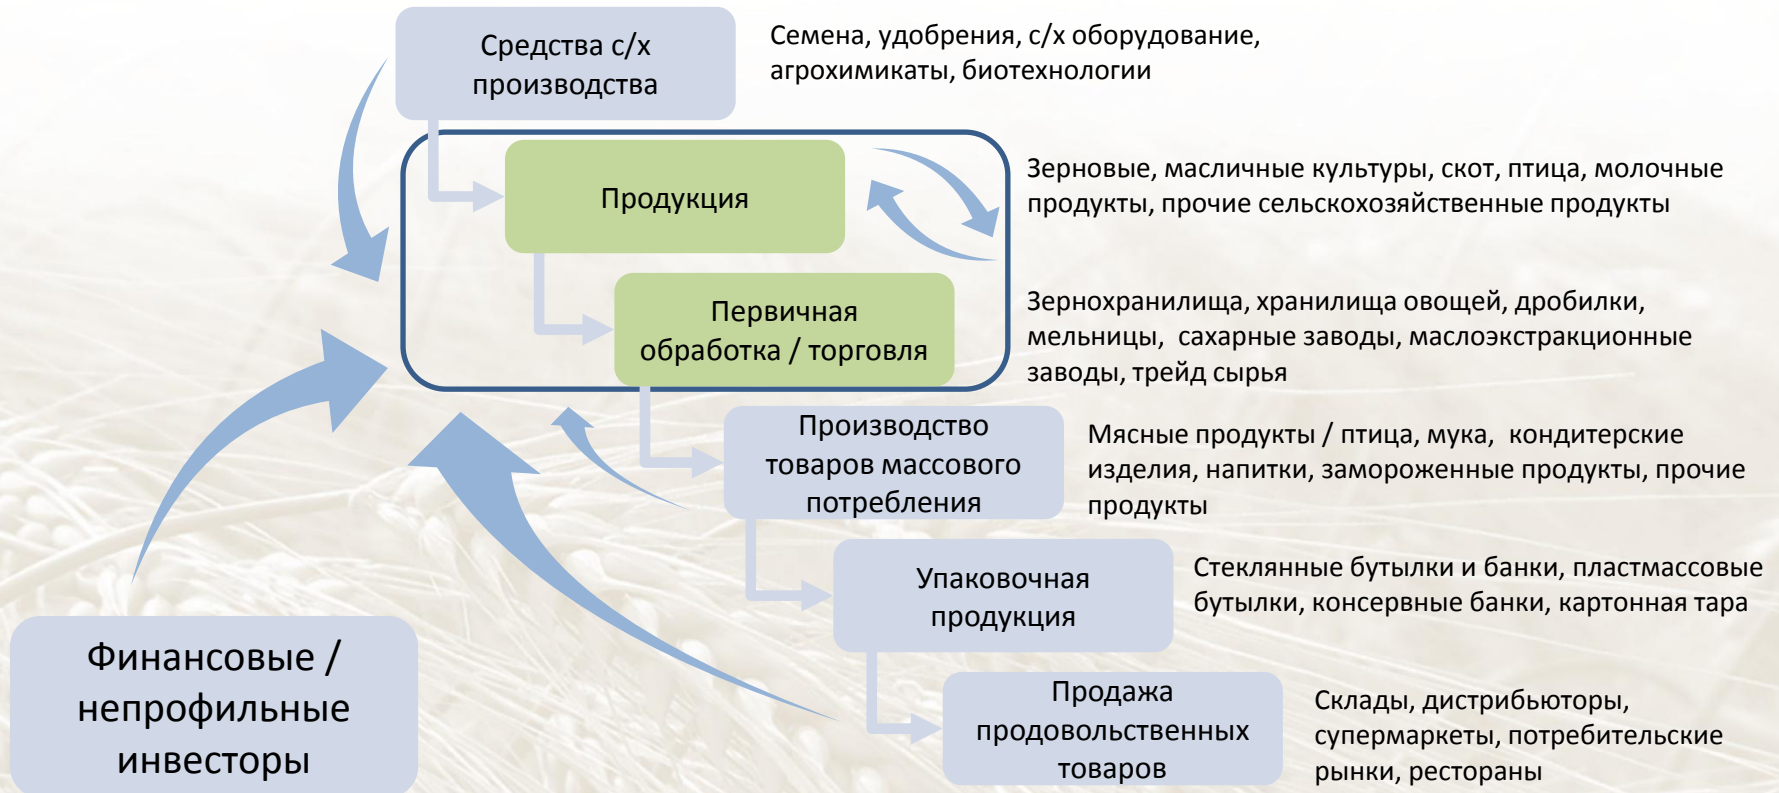 Средства с/х
производства
Семена, удобрения, с/х оборудование,
агрохимикаты, биотехнологии
Продукция
Зерновые, масличные культуры, скот, птица, молочные
продукты, прочие сельскохозяйственные продукты
Первичная
обработка / торговля
Зернохранилища, хранилища овощей, дробилки,
мельницы, сахарные заводы, маслоэкстракционные
заводы, трейд сырья
Производство
товаров массового
потребления
Мясные продукты / птица, мука, кондитерские
изделия, напитки, замороженные продукты, прочие
продукты
Упаковочная
продукция
Стеклянные бутылки и банки, пластмассовые
бутылки, консервные банки, картонная тара
Финансовые /
непрофильные
инвесторы
Продажа
продовольственных
товаров
Склады, дистрибьюторы,
супермаркеты, потребительские
рынки, рестораны